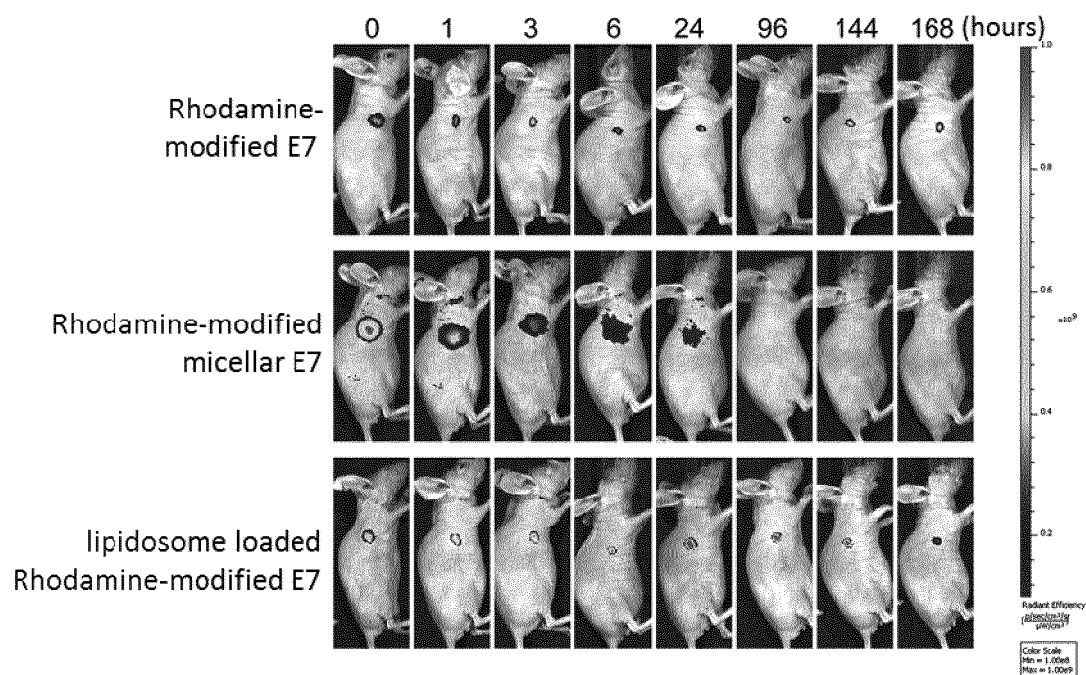 0 1 3 6 24 96 144 168 (hours)
Rhodamine-
modified E7
Rhodamine-modified
micellar E7
lipidosome loaded
Rhodamine-modified E7
1.0
0.8
0.6
0.4
0.2
Radiant Efficiency
Color Scale
Min = 1.00e8
Max = 1.00e9